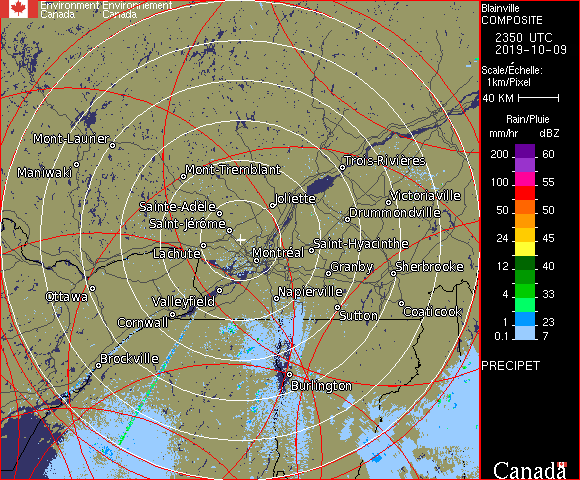 Environment Environnement
Canada Canada
Blainville
COMPOSITE
2350 UTC
2019-10-09
Scale/Échelle:
1km/Pixel
40 KM
Rain/Pluie
mm/hr dBZ
200 60
150 57
100 55
50 50
24 45
12 40
4 33
1 23
0.1 7
PRECIPET
Canada
Mont-Laurier
Maniwaki
Mont-Tremblant
Trois-Rivières
Joliette
Victoriaville
Sainte-Adèle
Drummondville
Saint-Jérôme
Lachute
Montréal
Saint-Hyacinthe
Granby
Sherbrooke
Ottawa
Valleyfield
Napierville
Cornwall
Sutton
Coaticook
Brockville
Burlington